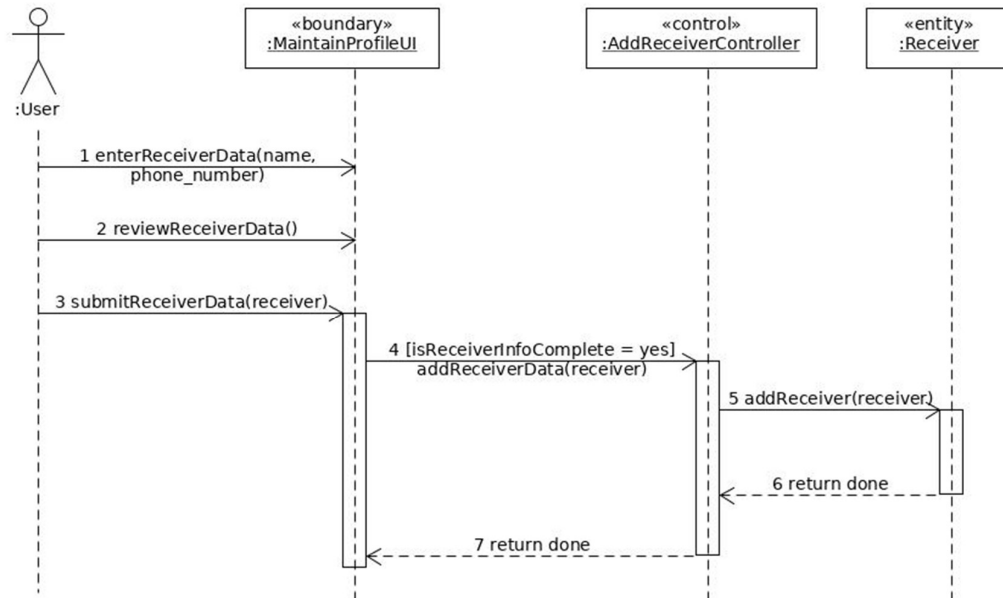 «boundary»
:MaintainProfileUI
«control»
:AddReceiverController
«entity»
:Receiver
:User
1 enterReceiverData(name,
phone_number)
2 reviewReceiverData()
3 submitReceiverData(receiver)
4 [isReceiverInfoComplete = yes]
addReceiverData(receiver)
5 addReceiver(receiver)
6 return done
7 return done